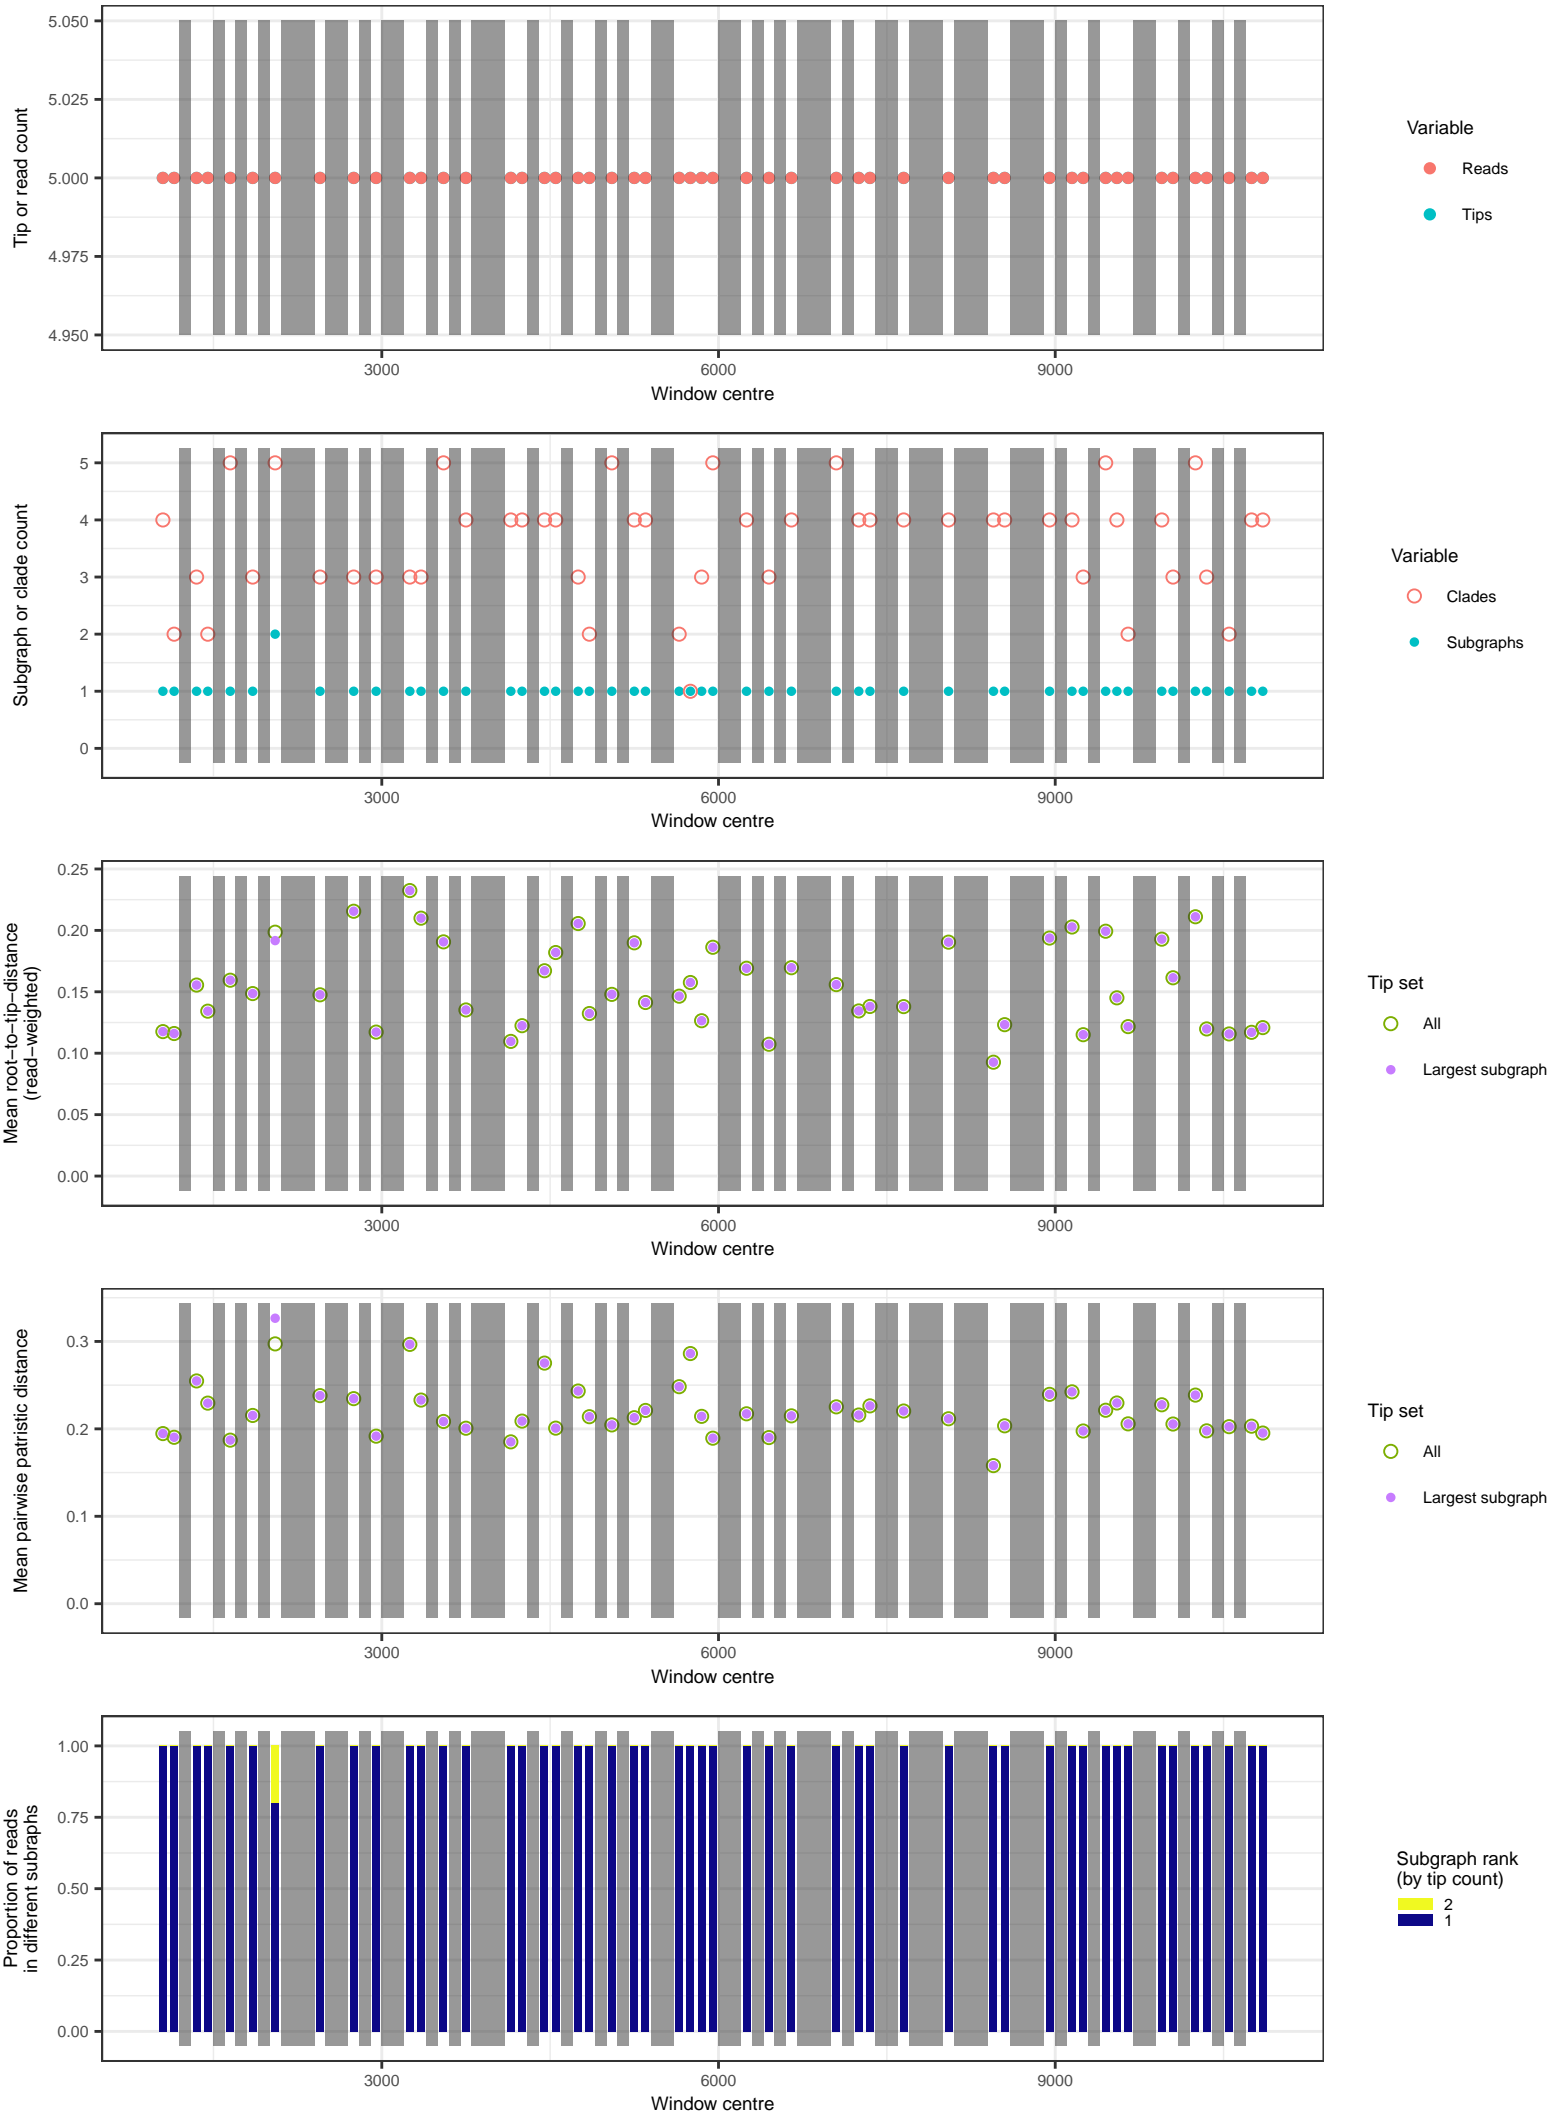 5.050
5.025
5.000
4.975
4.950
Tip or read count
3000 6000 9000
Window centre
Variable
Reads
Tips
5
4
3
2
1
0
Subgraph or clade count
3000 6000 9000
Window centre
Variable
Clades
Subgraphs
0.25
0.20
0.15
0.10
0.05
0.00
Mean root−to−tip−distance
(read−weighted)
3000 6000 9000
Window centre
Tip set
All
Largest subgraph
0.3
0.2
0.1
0.0
Mean pairwise patristic distance
3000 6000 9000
Window centre
Tip set
All
Largest subgraph
1.00
0.75
0.50
0.25
0.00
Proportion of reads
in different subraphs
3000 6000 9000
Window centre
Subgraph rank
(by tip count)
2
1